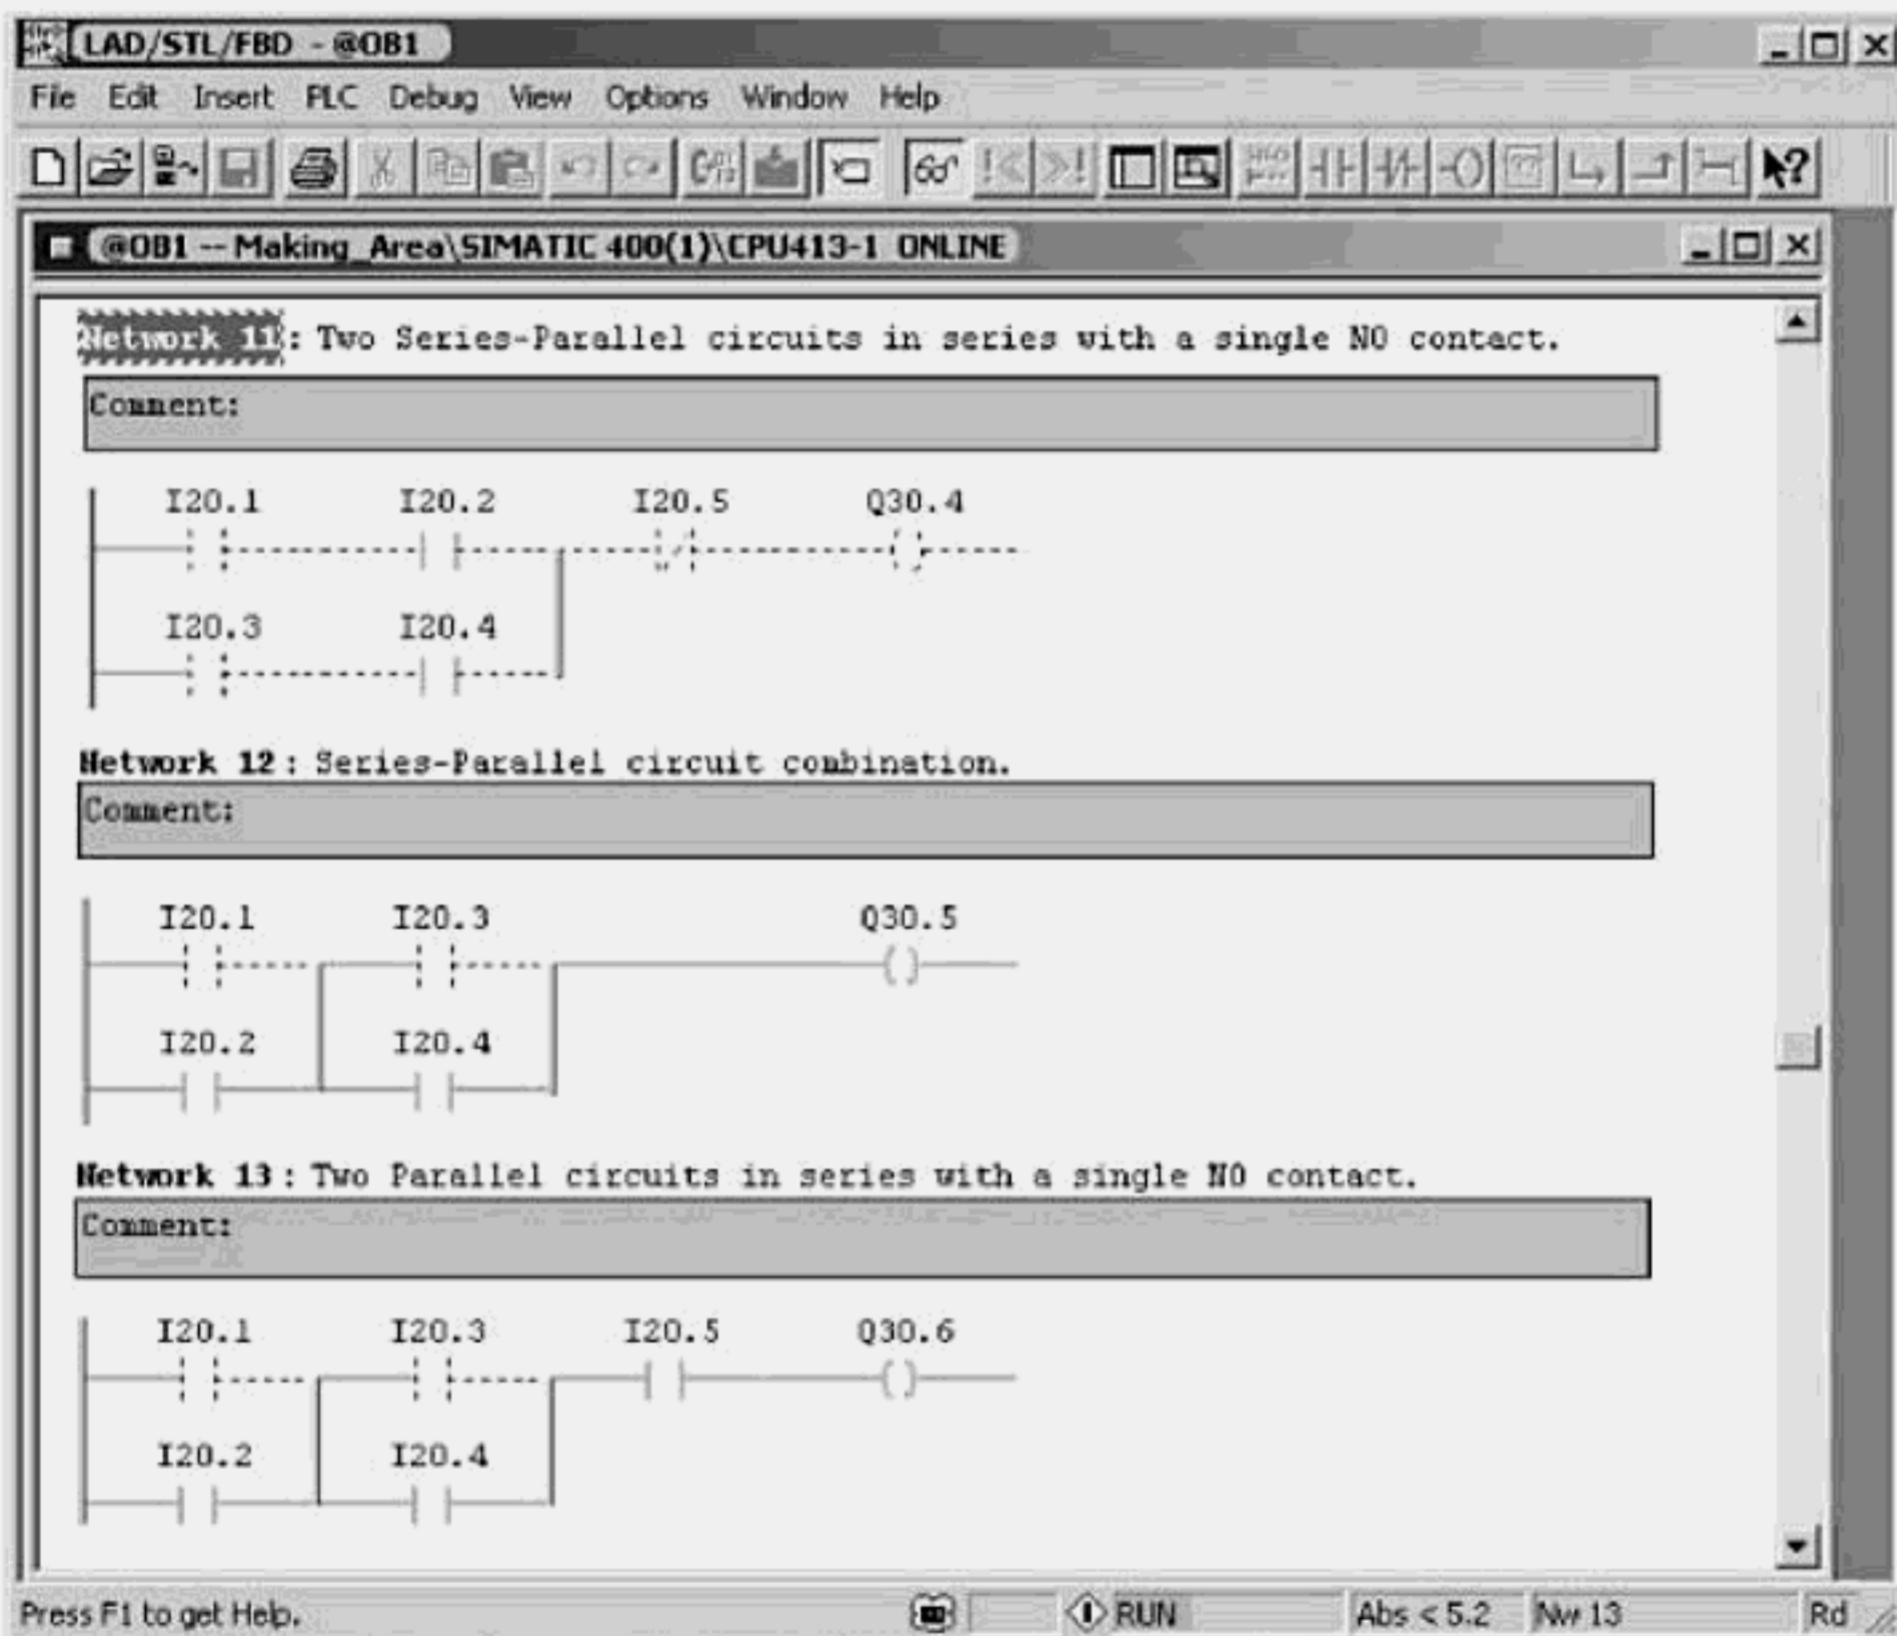 LAD/STL/FBD - @OB1
File Edit Insert PLC Debug View Options Window Help
@OB1 -- Making_Area\SIMATIC 400(1)\CPU413-1 ONLINE
Network 11: Two Series-Parallel circuits in series with a single NO contact.
Comment:
I20.1 I20.2 I20.5 Q30.4
I20.3 I20.4
Network 12: Series-Parallel circuit combination.
Comment:
I20.1 I20.3 Q30.5
I20.2 I20.4
Network 13: Two Parallel circuits in series with a single NO contact.
Comment:
I20.1 I20.3 I20.5 Q30.6
I20.2 I20.4
Press F1 to get Help. RUN Abs < 5.2 Nw 13 Rd